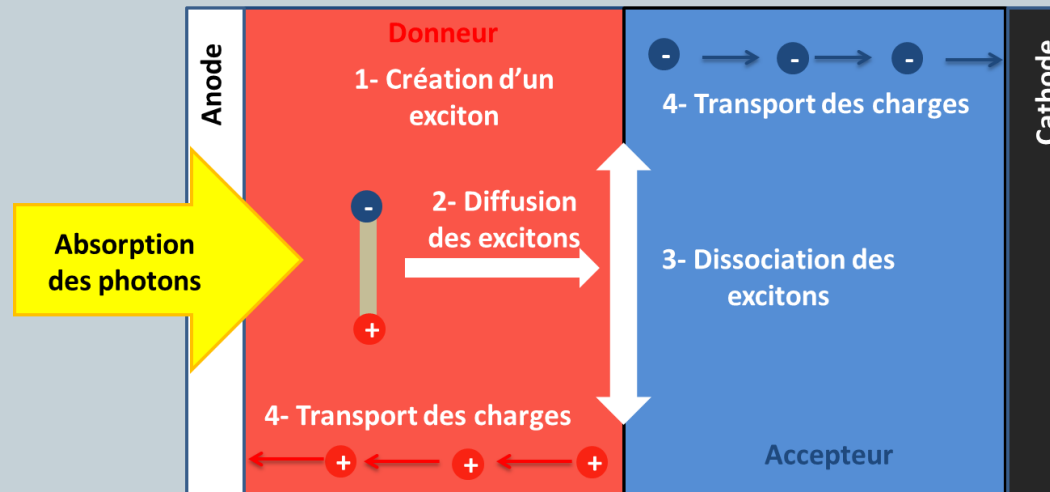 Anode
Donneur
1- Création d'un
exciton
Absorption
des photons
-
+
2- Diffusion
des excitons
3- Dissociation des
excitons
- - -
4- Transport des charges
4- Transport des charges
+ + +
Accepteur
Cathode